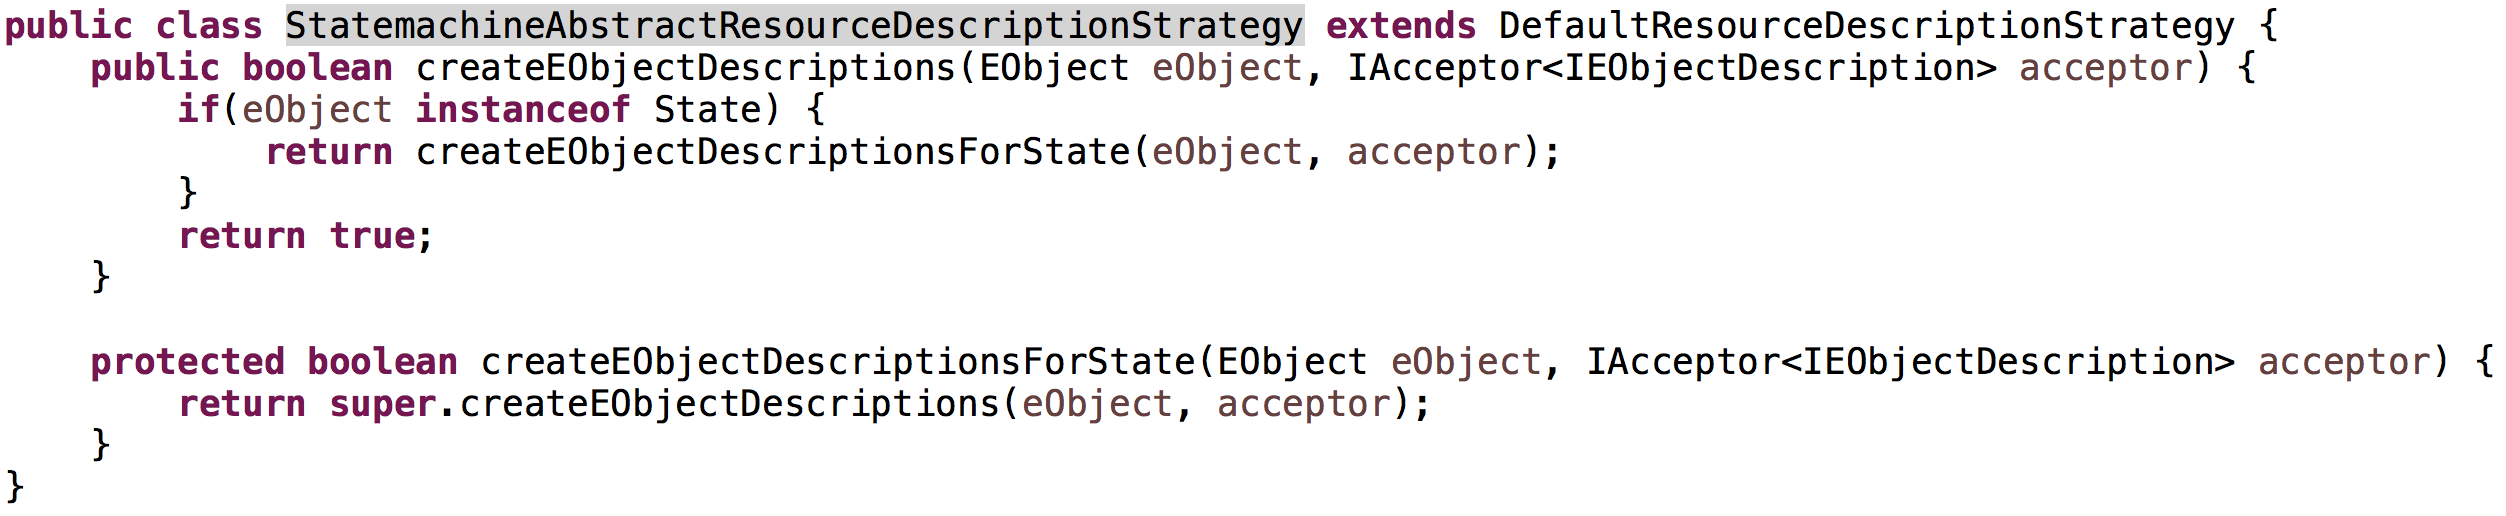 public class StatemachineAbstractResourceDescriptionStrategy extends DefaultResourceDescriptionStrategy {
    public boolean createEObjectDescriptions(EObject eObject, IAcceptor<IEObjectDescription> acceptor) {
        if(eObject instanceof State) {
            return createEObjectDescriptionsForState(eObject, acceptor);
        }
        return true;
    }

    protected boolean createEObjectDescriptionsForState(EObject eObject, IAcceptor<IEObjectDescription> acceptor) {
        return super.createEObjectDescriptions(eObject, acceptor);
    }
}